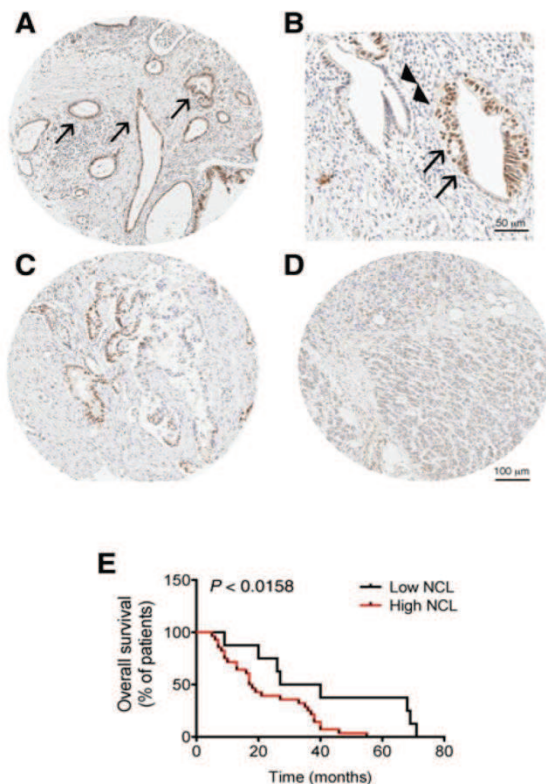 A
B
50 μm
C
D
100 μm
E
P < 0.0158
Low NCL
High NCL
Overall survival
(% of patients)
150
100
50
0
0 20 40 60 80
Time (months)